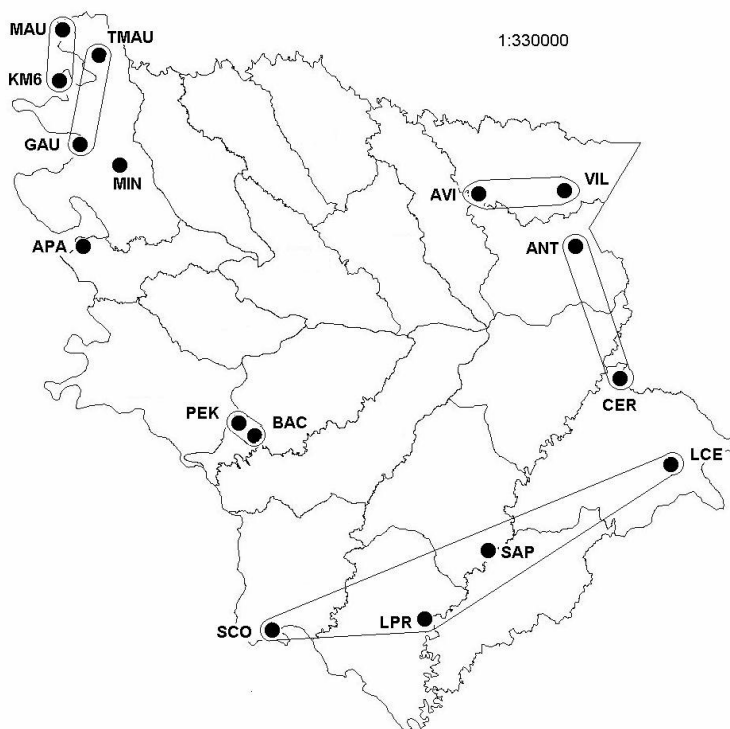 MAU
TMAU
1:330000
KM6
GAU
MIN
AVI
VIL
APA
ANT
CER
PEK
BAC
LCE
SAP
LPR
SCO